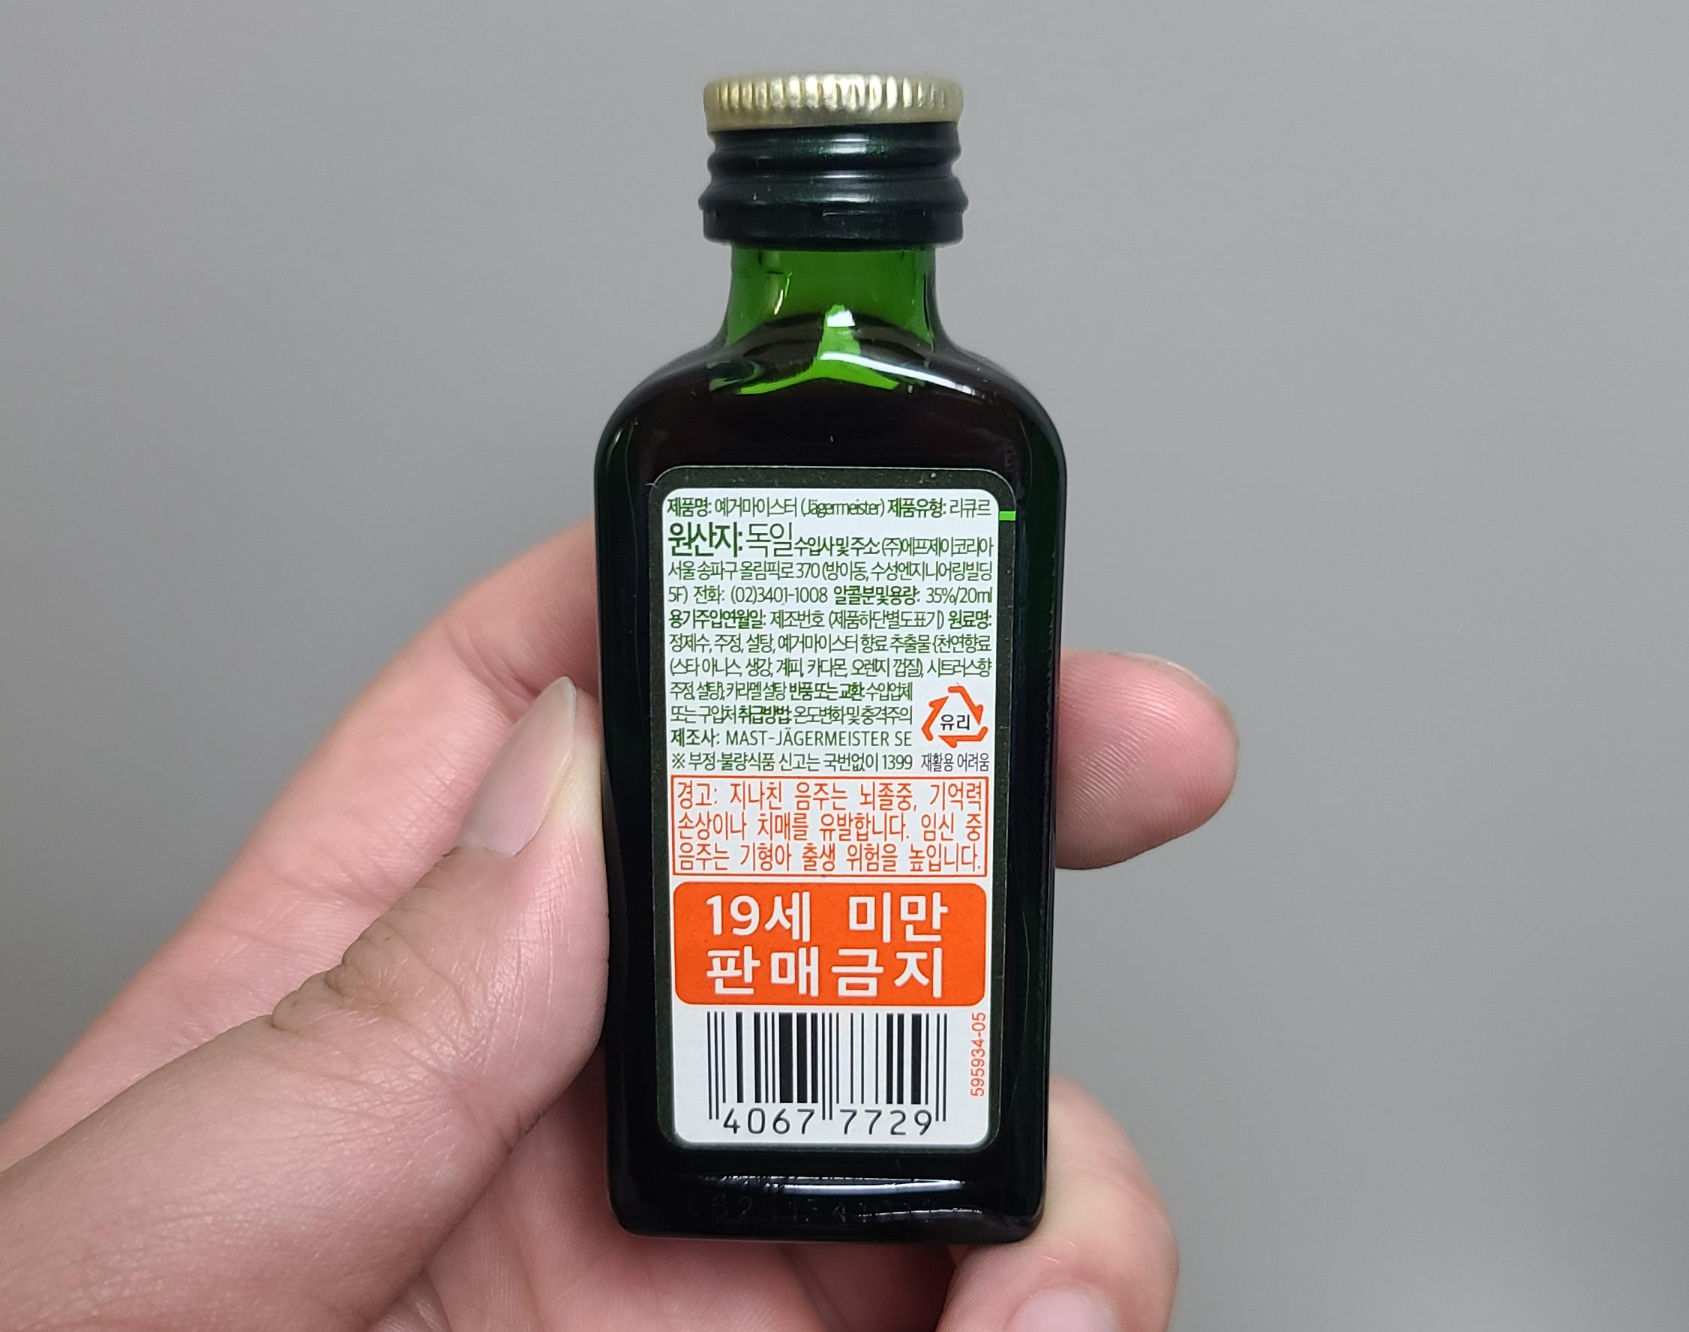 제품명: 예거마이스터 (Jägermeister) 제품유형: 리큐르
원산지: 독일 수입사 및 주소: (주)에프제이코리아
서울 송파구 올림픽로 370 (방이동, 수성엔지니어링빌딩
5F) 전화: (02)3401-1008 알콜분및용량: 35%/20ml
용기주입연월일: 제조번호 (제품하단별도표기) 원료명:
정제수, 주정, 설탕, 예거마이스터 향료 추출물 {천연향료
(스타 아니스, 생강, 계피, 카다몬, 오렌지 껍질), 시트러스향
주정, 설탕}, 카라멜 설탕 반품 또는 교환: 수입업체
또는 구입처 취급방법: 온도변화 및 충격주의
제조사: MAST-JÄGERMEISTER SE
※ 부정·불량식품 신고는 국번없이 1399
유리
재활용 어려움
경고: 지나친 음주는 뇌졸중, 기억력
손상이나 치매를 유발합니다. 임신 중
음주는 기형아 출생 위험을 높입니다.
19세 미만
판매금지
595934-05
4067 7729